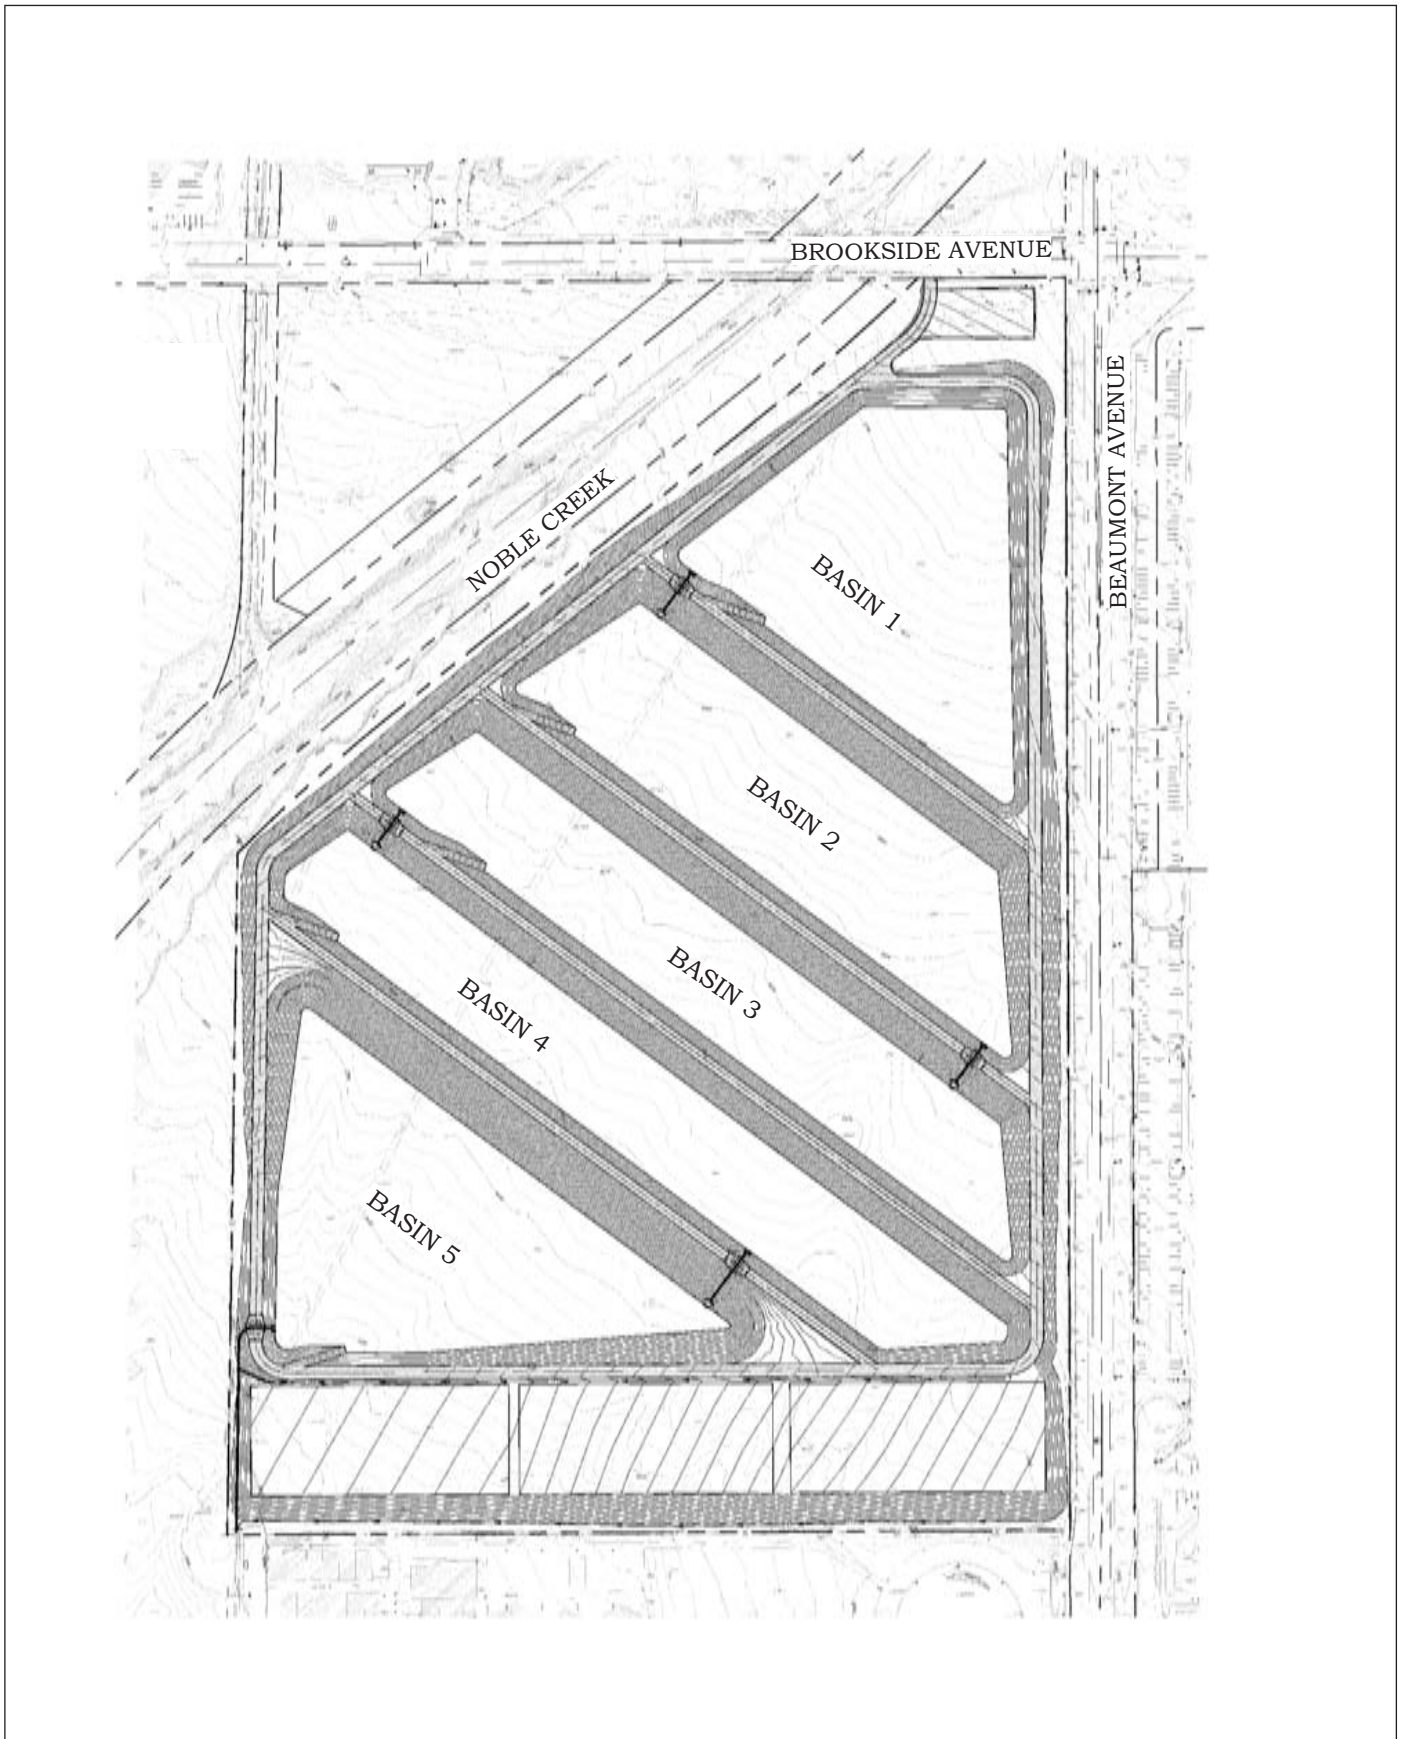 BROOKSIDE AVENUE
BEAUMONT AVENUE
NOBLE CREEK
BASIN 1
BASIN 2
BASIN 3
BASIN 4
BASIN 5